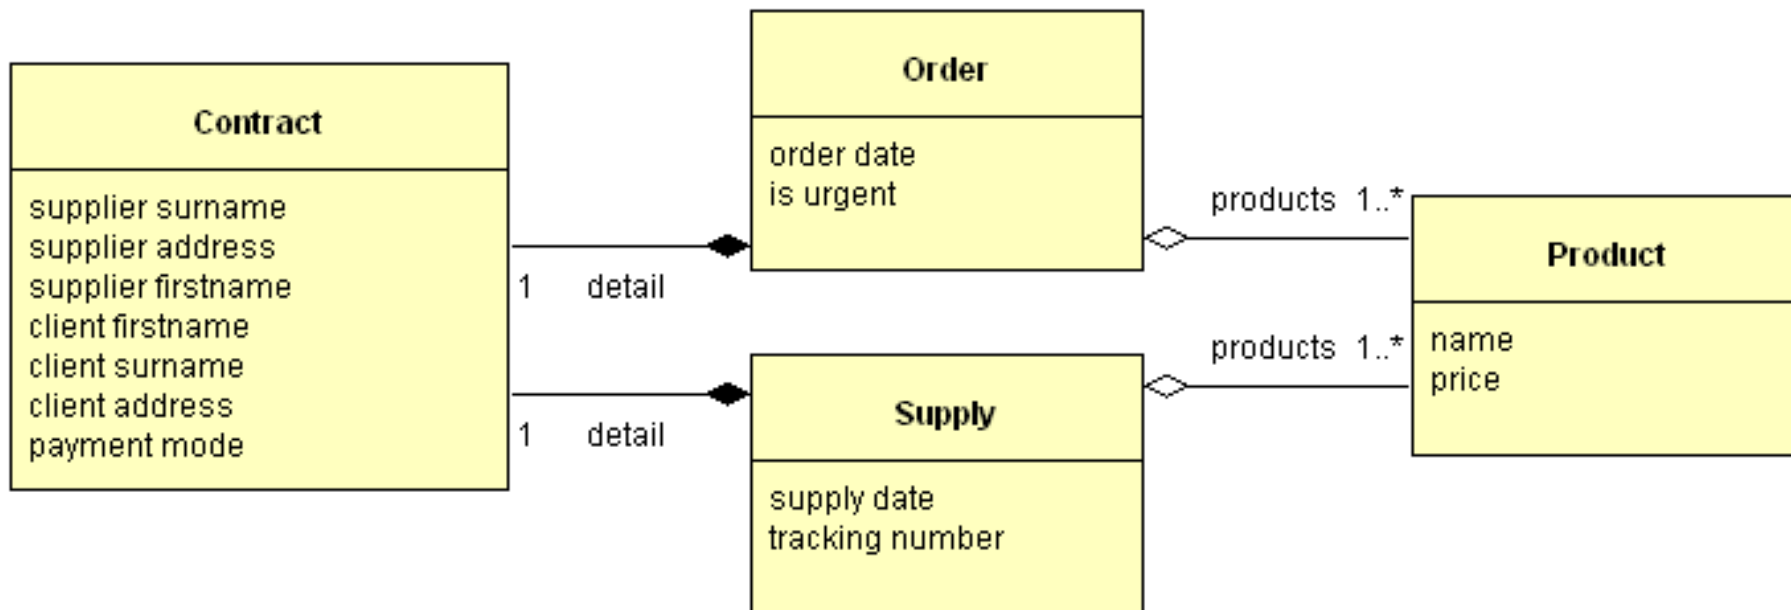 Contract
supplier surname
supplier address
supplier firstname
client firstname
client surname
client address
payment mode
1 detail
1 detail
Order
order date
is urgent
Supply
supply date
tracking number
products 1..*
products 1..*
Product
name
price